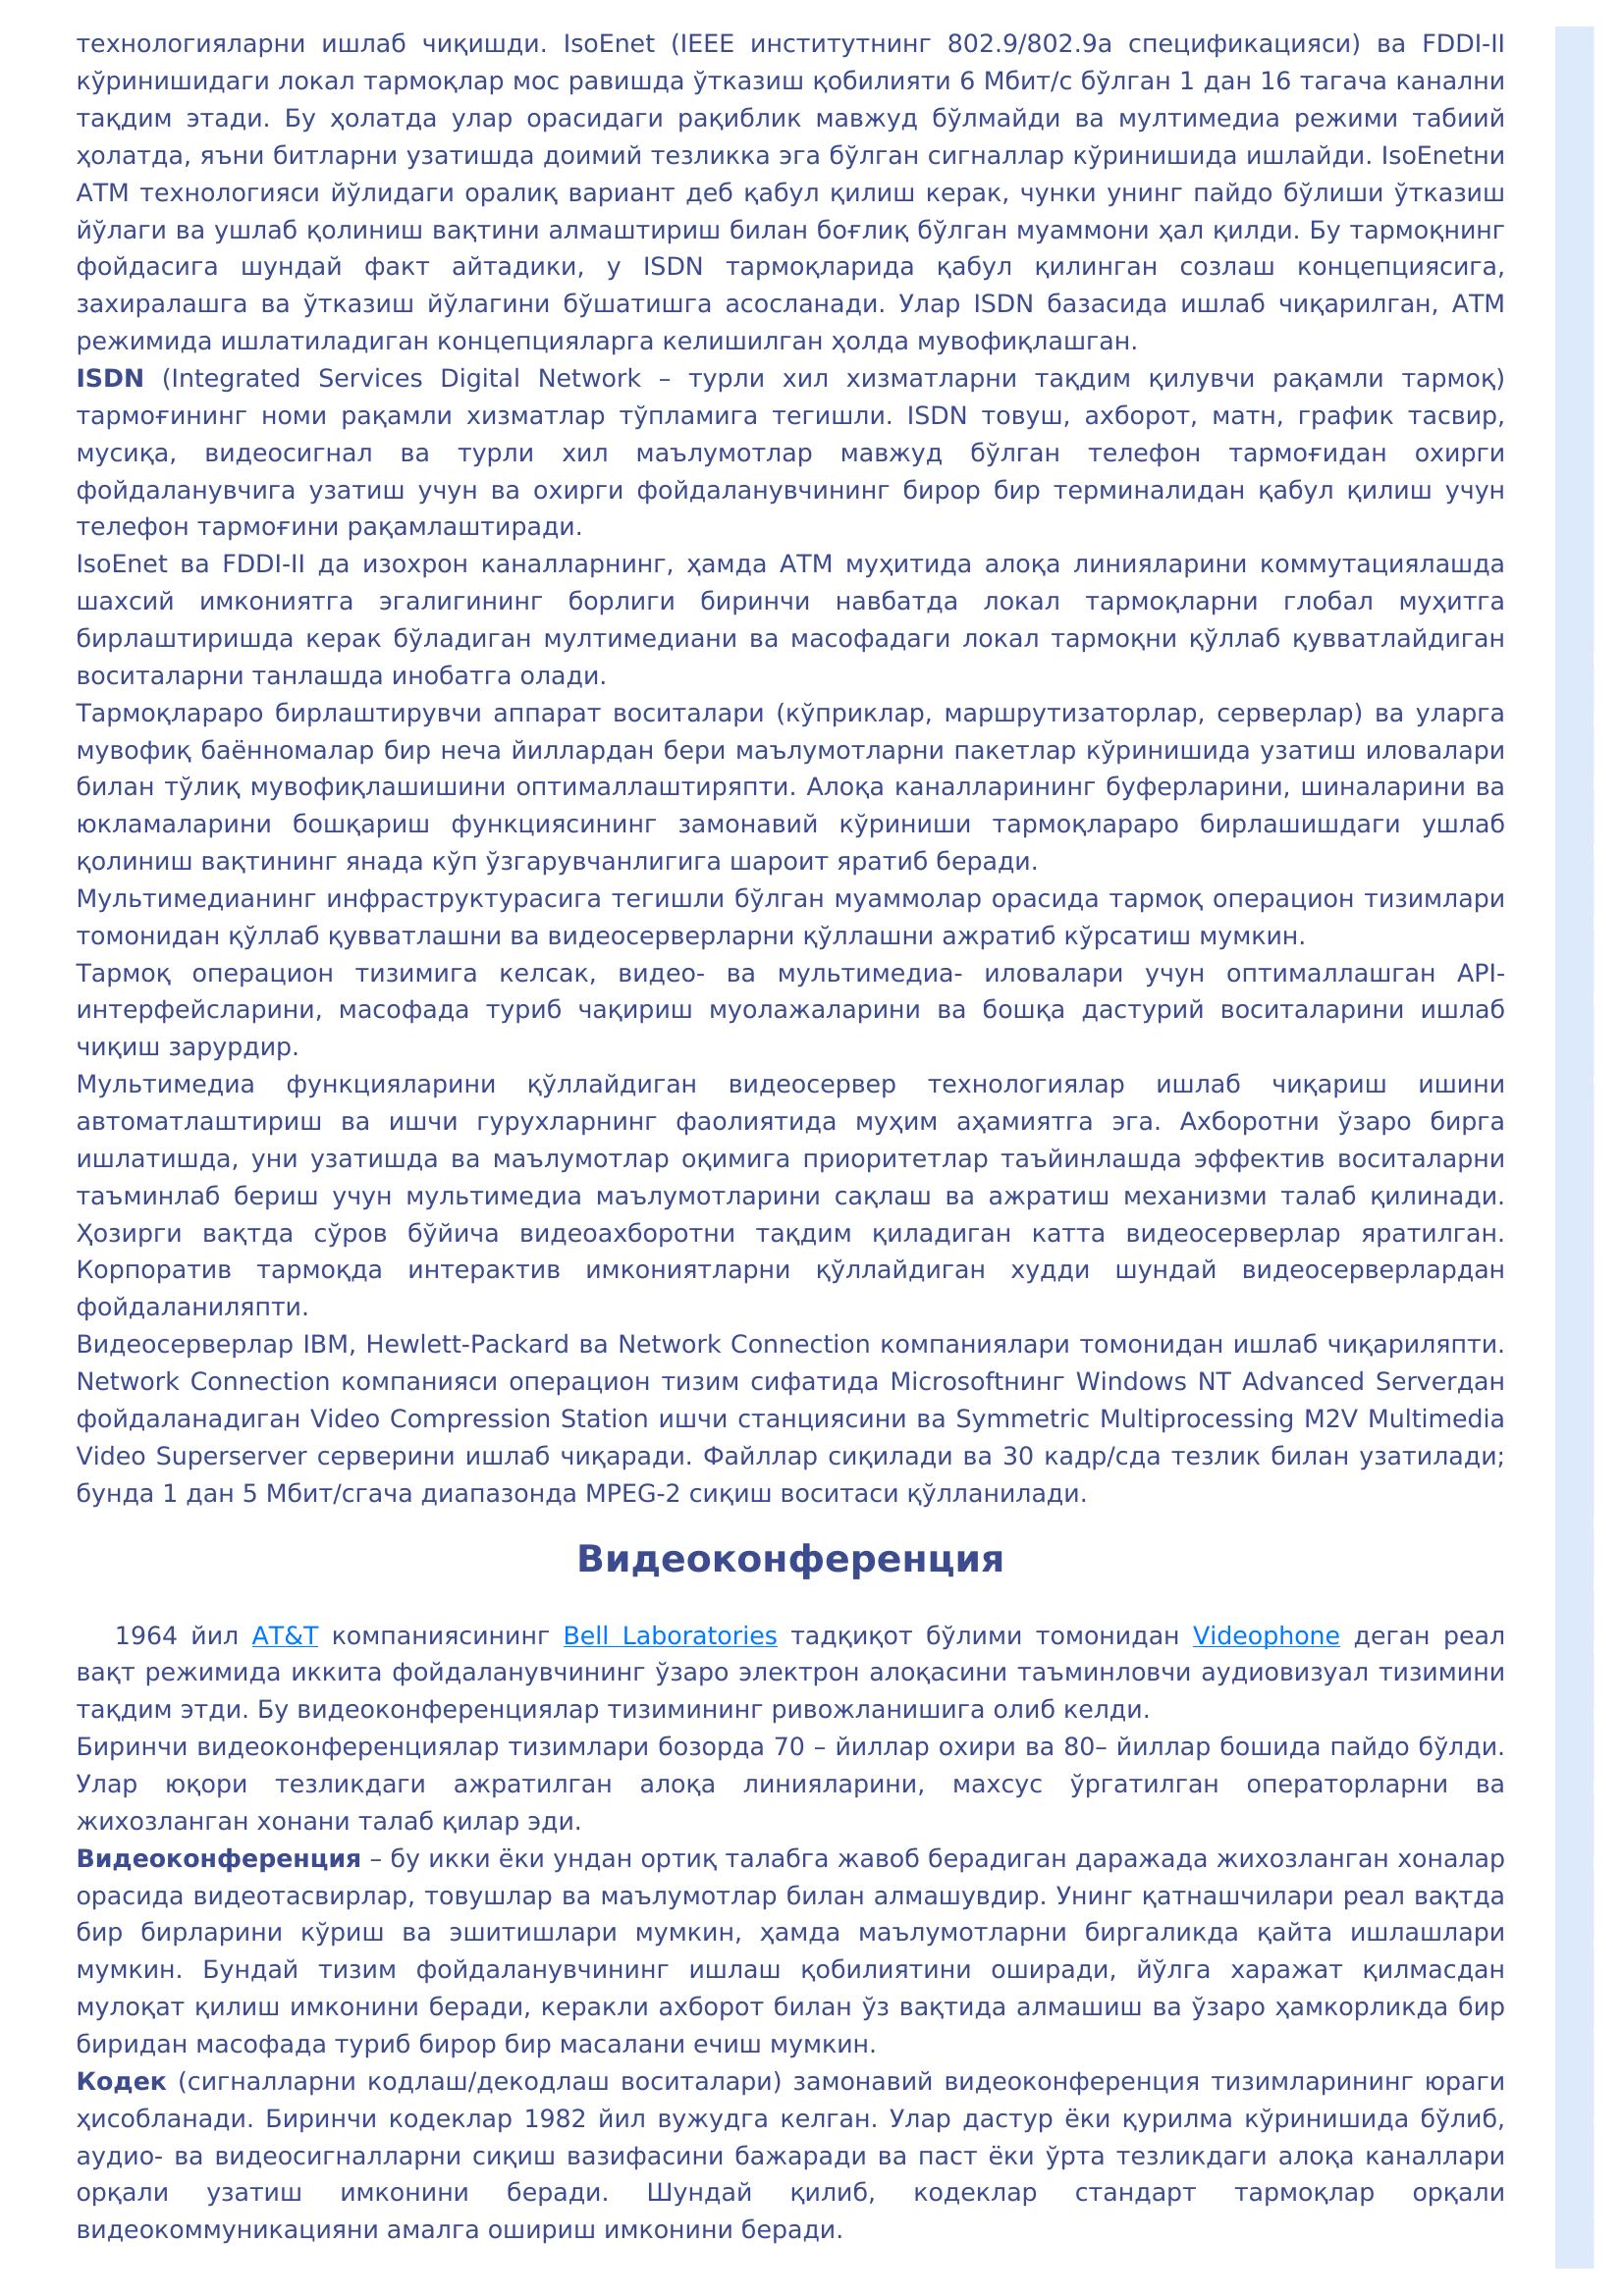 технологияларни ишлаб чиқишди. IsoEnet (IEEE институтнинг 802.9/802.9a спецификацияси) ва FDDI-II
кўринишидаги локал тармоқлар мос равишда ўтказиш қобилияти 6 Мбит/с бўлган 1 дан 16 тагача канални
тақдим этади. Бу ҳолатда улар орасидаги рақиблик мавжуд бўлмайди ва мултимедиа режими табиий
ҳолатда, яъни битларни узатишда доимий тезликка эга бўлган сигналлар кўринишида ишлайди. IsoEnetни
ATM технологияси йўлидаги оралиқ вариант деб қабул қилиш керак, чунки унинг пайдо бўлиши ўтказиш
йўлаги ва ушлаб қолиниш вақтини алмаштириш билан боғлиқ бўлган муаммони ҳал қилди. Бу тармоқнинг
фойдасига шундай факт айтадики, у ISDN тармоқларида қабул қилинган созлаш концепциясига,
захиралашга ва ўтказиш йўлагини бўшатишга асосланади. Улар ISDN базасида ишлаб чиқарилган, ATM
режимида ишлатиладиган концепцияларга келишилган ҳолда мувофиқлашган.
ISDN (Integrated Services Digital Network – турли хил хизматларни тақдим қилувчи рақамли тармоқ)
тармоғининг номи рақамли хизматлар тўпламига тегишли. ISDN товуш, ахборот, матн, график тасвир,
мусиқа, видеосигнал ва турли хил маълумотлар мавжуд бўлган телефон тармоғидан охирги
фойдаланувчига узатиш учун ва охирги фойдаланувчининг бирор бир терминалидан қабул қилиш учун
телефон тармоғини рақамлаштиради.
IsoEnet ва FDDI-II да изохрон каналларнинг, ҳамда ATM муҳитида алоқа линияларини коммутациялашда
шахсий имкониятга эгалигининг борлиги биринчи навбатда локал тармоқларни глобал муҳитга
бирлаштиришда керак бўладиган мултимедиани ва масофадаги локал тармоқни қўллаб қувватлайдиган
воситаларни танлашда инобатга олади.
Тармоқлараро бирлаштирувчи аппарат воситалари (кўприклар, маршрутизаторлар, серверлар) ва уларга
мувофиқ баённомалар бир неча йиллардан бери маълумотларни пакетлар кўринишида узатиш иловалари
билан тўлиқ мувофиқлашишини оптималлаштиряпти. Алоқа каналларининг буферларини, шиналарини ва
юкламаларини бошқариш функциясининг замонавий кўриниши тармоқлараро бирлашишдаги ушлаб
қолиниш вақтининг янада кўп ўзгарувчанлигига шароит яратиб беради.
Мультимедианинг инфраструктурасига тегишли бўлган муаммолар орасида тармоқ операцион тизимлари
томонидан қўллаб қувватлашни ва видеосерверларни қўллашни ажратиб кўрсатиш мумкин.
Тармоқ операцион тизимига келсак, видео- ва мультимедиа- иловалари учун оптималлашган API-
интерфейсларини, масофада туриб чақириш муолажаларини ва бошқа дастурий воситаларини ишлаб
чиқиш зарурдир.
Мультимедиа функцияларини қўллайдиган видеосервер технологиялар ишлаб чиқариш ишини
автоматлаштириш ва ишчи гурухларнинг фаолиятида муҳим аҳамиятга эга. Ахборотни ўзаро бирга
ишлатишда, уни узатишда ва маълумотлар оқимига приоритетлар таъйинлашда эффектив воситаларни
таъминлаб бериш учун мультимедиа маълумотларини сақлаш ва ажратиш механизми талаб қилинади.
Ҳозирги вақтда сўров бўйича видеоахборотни тақдим қиладиган катта видеосерверлар яратилган.
Корпоратив тармоқда интерактив имкониятларни қўллайдиган худди шундай видеосерверлардан
фойдаланиляпти.
Видеосерверлар IBM, Hewlett-Packard ва Network Connection компаниялари томонидан ишлаб чиқариляпти.
Network Connection компанияси операцион тизим сифатида Microsoftнинг Windows NT Advanced Serverдан
фойдаланадиган Video Compression Station ишчи станциясини ва Symmetric Multiprocessing M2V Multimedia
Video Superserver серверини ишлаб чиқаради. Файллар сиқилади ва 30 кадр/сда тезлик билан узатилади;
бунда 1 дан 5 Мбит/сгача диапазонда MPEG-2 сиқиш воситаси қўлланилади.
Видеоконференция
1964 йил AT&T компаниясининг Bell Laboratories тадқиқот бўлими томонидан Videophone деган реал
вақт режимида иккита фойдаланувчининг ўзаро электрон алоқасини таъминловчи аудиовизуал тизимини
тақдим этди. Бу видеоконференциялар тизимининг ривожланишига олиб келди.
Биринчи видеоконференциялар тизимлари бозорда 70 – йиллар охири ва 80– йиллар бошида пайдо бўлди.
Улар юқори тезликдаги ажратилган алоқа линияларини, махсус ўргатилган операторларни ва
жихозланган хонани талаб қилар эди.
Видеоконференция – бу икки ёки ундан ортиқ талабга жавоб берадиган даражада жихозланган хоналар
орасида видеотасвирлар, товушлар ва маълумотлар билан алмашувдир. Унинг қатнашчилари реал вақтда
бир бирларини кўриш ва эшитишлари мумкин, ҳамда маълумотларни биргаликда қайта ишлашлари
мумкин. Бундай тизим фойдаланувчининг ишлаш қобилиятини оширади, йўлга харажат қилмасдан
мулоқат қилиш имконини беради, керакли ахборот билан ўз вақтида алмашиш ва ўзаро ҳамкорликда бир
биридан масофада туриб бирор бир масалани ечиш мумкин.
Кодек (сигналларни кодлаш/декодлаш воситалари) замонавий видеоконференция тизимларининг юраги
ҳисобланади. Биринчи кодеклар 1982 йил вужудга келган. Улар дастур ёки қурилма кўринишида бўлиб,
аудио- ва видеосигналларни сиқиш вазифасини бажаради ва паст ёки ўрта тезликдаги алоқа каналлари
орқали узатиш имконини беради. Шундай қилиб, кодеклар стандарт тармоқлар орқали
видеокоммуникацияни амалга ошириш имконини беради.